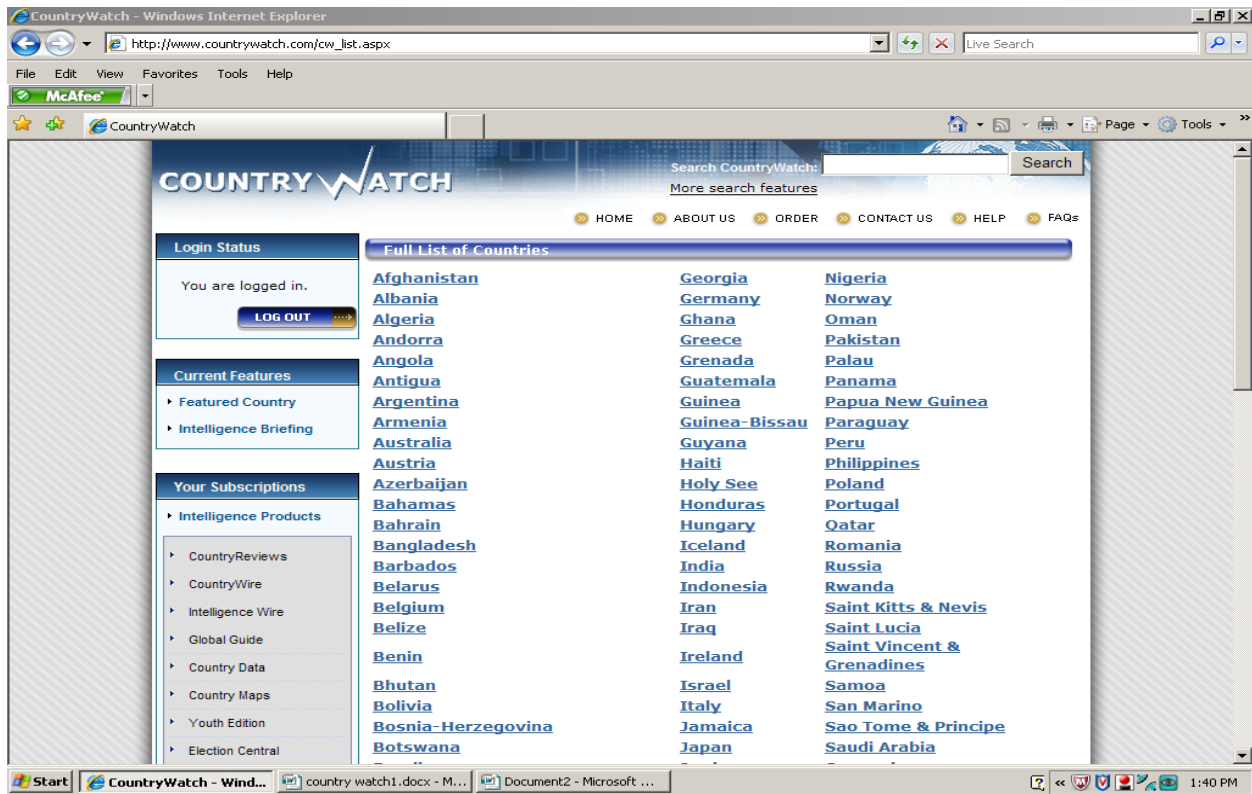 CountryWatch - Windows Internet Explorer
http://www.countrywatch.com/cw_list.aspx
Live Search
File Edit View Favorites Tools Help
McAfee
CountryWatch
Page Tools
COUNTRY WATCH
Search CountryWatch:
Search
More search features
HOME ABOUT US ORDER CONTACT US HELP FAQs
Login Status
You are logged in.
LOG OUT
Current Features
Featured Country
Intelligence Briefing
Your Subscriptions
Intelligence Products
CountryReviews
CountryWire
Intelligence Wire
Global Guide
Country Data
Country Maps
Youth Edition
Election Central
Full List of Countries
Afghanistan Georgia Nigeria
Albania Germany Norway
Algeria Ghana Oman
Andorra Greece Pakistan
Angola Grenada Palau
Antigua Guatemala Panama
Argentina Guinea Papua New Guinea
Armenia Guinea-Bissau Paraguay
Australia Guyana Peru
Austria Haiti Philippines
Azerbaijan Holy See Poland
Bahamas Honduras Portugal
Bahrain Hungary Qatar
Bangladesh Iceland Romania
Barbados India Russia
Belarus Indonesia Rwanda
Belgium Iran Saint Kitts & Nevis
Belize Iraq Saint Lucia
Benin Ireland Saint Vincent &
Grenadines
Bhutan Israel Samoa
Bolivia Italy San Marino
Bosnia-Herzegovina Jamaica Sao Tome & Principe
Botswana Japan Saudi Arabia
Start CountryWatch - Wind... country watch1.docx - M... Document2 - Microsoft ... 1:40 PM